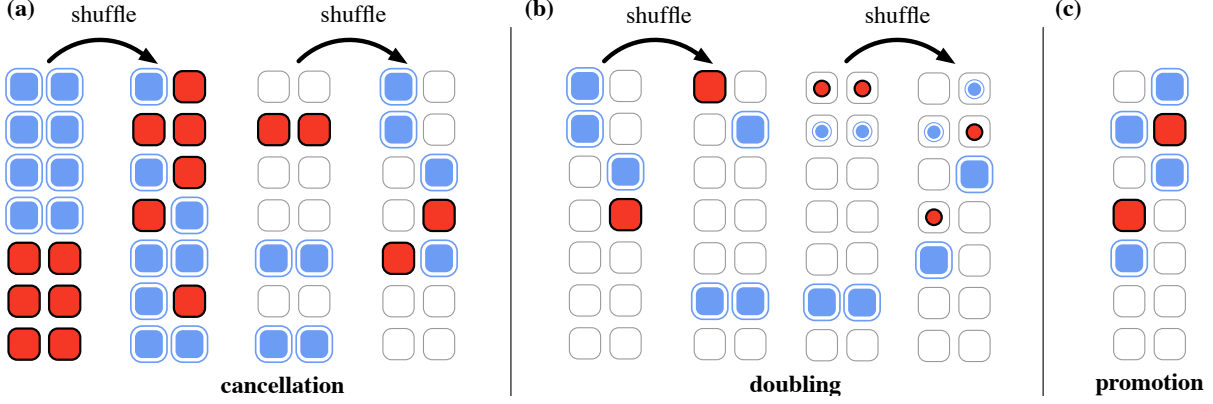 (a)
shuffle
shuffle
cancellation
(b)
shuffle
shuffle
doubling
(c)
promotion